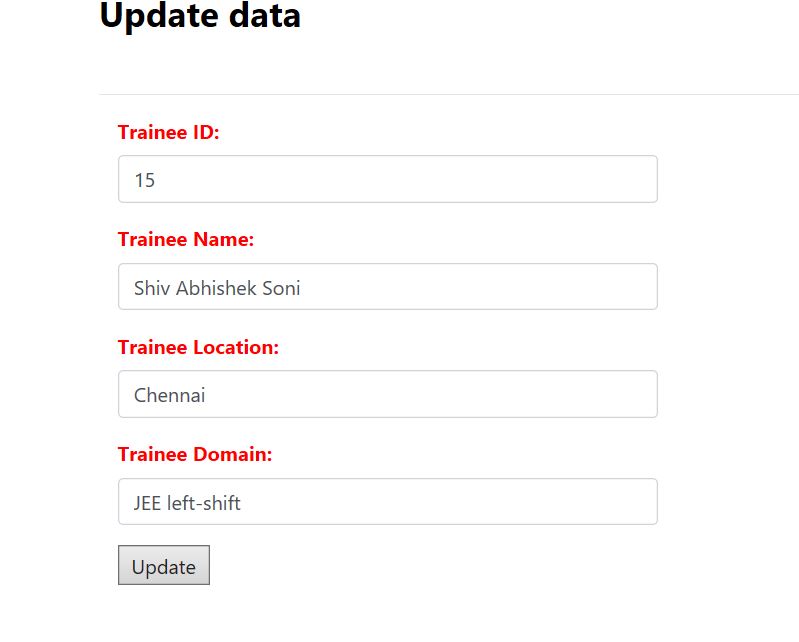 Update data
Trainee ID:
15
Trainee Name:
Shiv Abhishek Soni
Trainee Location:
Chennai
Trainee Domain:
JEE left-shift
Update